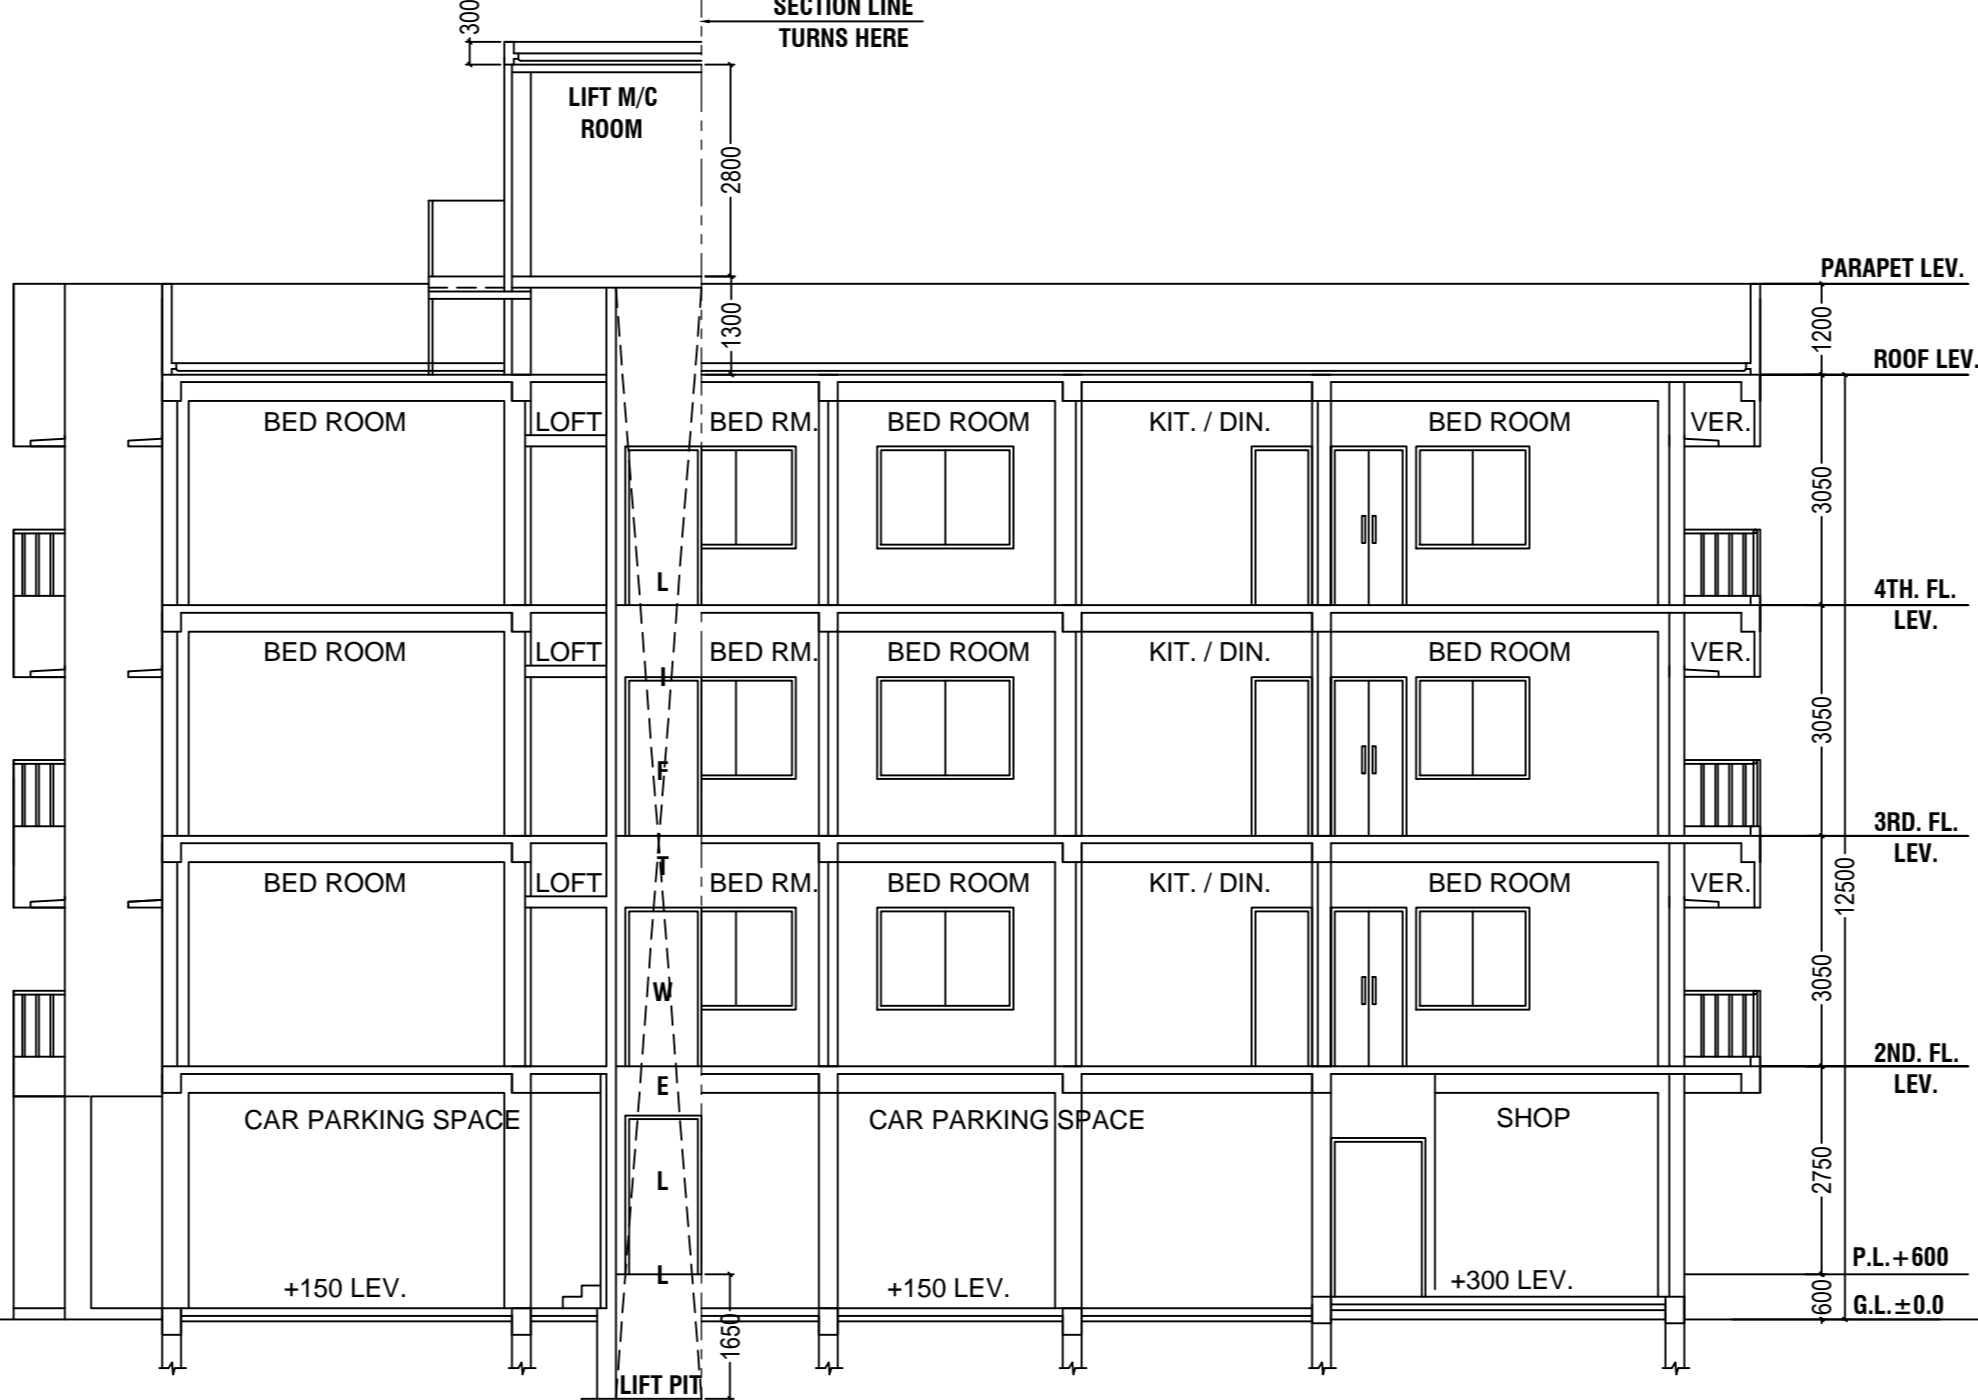 300
SECTION LINE
TURNS HERE
LIFT M/C
ROOM
2800
PARAPET LEV.
1300
1200
ROOF LEV.
BED ROOM
LOFT
BED RM.
BED ROOM
KIT. / DIN.
BED ROOM
VER.
3050
L
4TH. FL.
LEV.
BED ROOM
LOFT
BED RM.
BED ROOM
KIT. / DIN.
BED ROOM
VER.
I
3050
F
3RD. FL.
LEV.
T
BED ROOM
LOFT
BED RM.
BED ROOM
KIT. / DIN.
BED ROOM
VER.
12500
3050
W
2ND. FL.
LEV.
E
CAR PARKING SPACE
CAR PARKING SPACE
SHOP
2750
L
P.L.+600
L
+150 LEV.
+150 LEV.
+300 LEV.
600
G.L.±0.0
1650
LIFT PIT